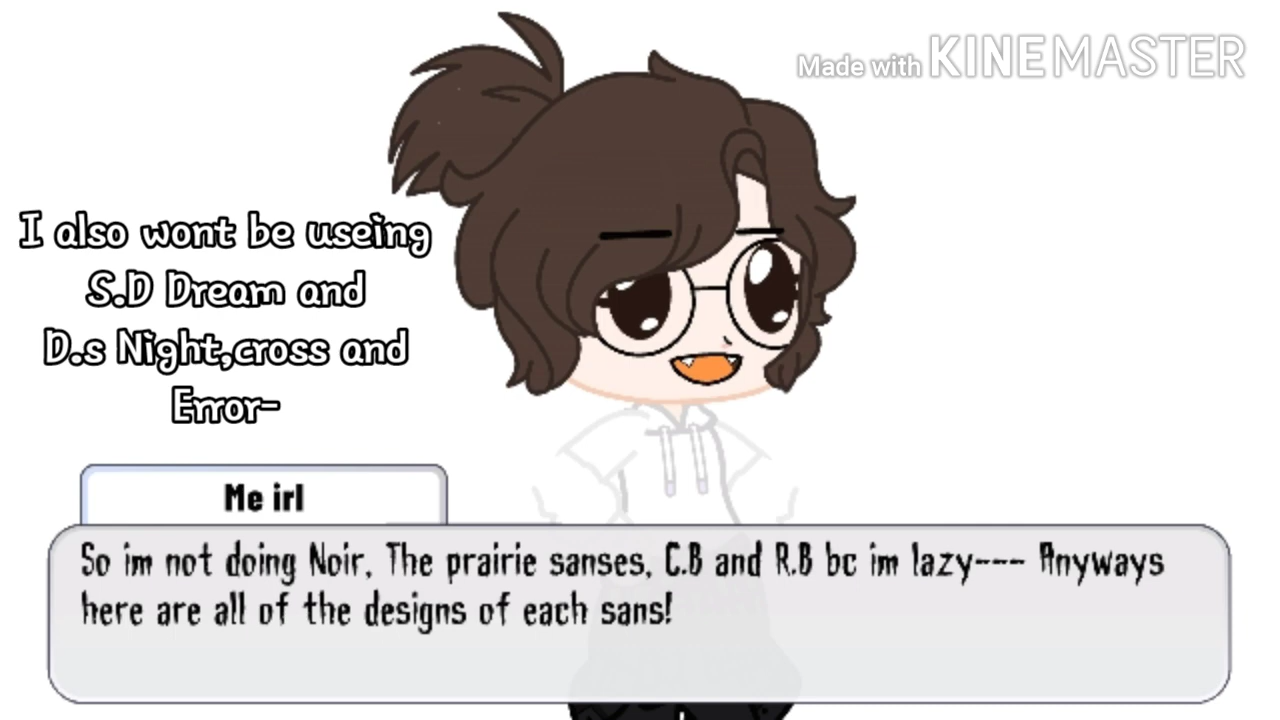 Made with KINEMASTER
I also wont be useing
S.D Dream and
D.s Night,cross and
Error-
Me irl
So im not doing Noir, The prairie sanses, C.B and R.B bc im lazy--- Anyways
here are all of the designs of each sans!